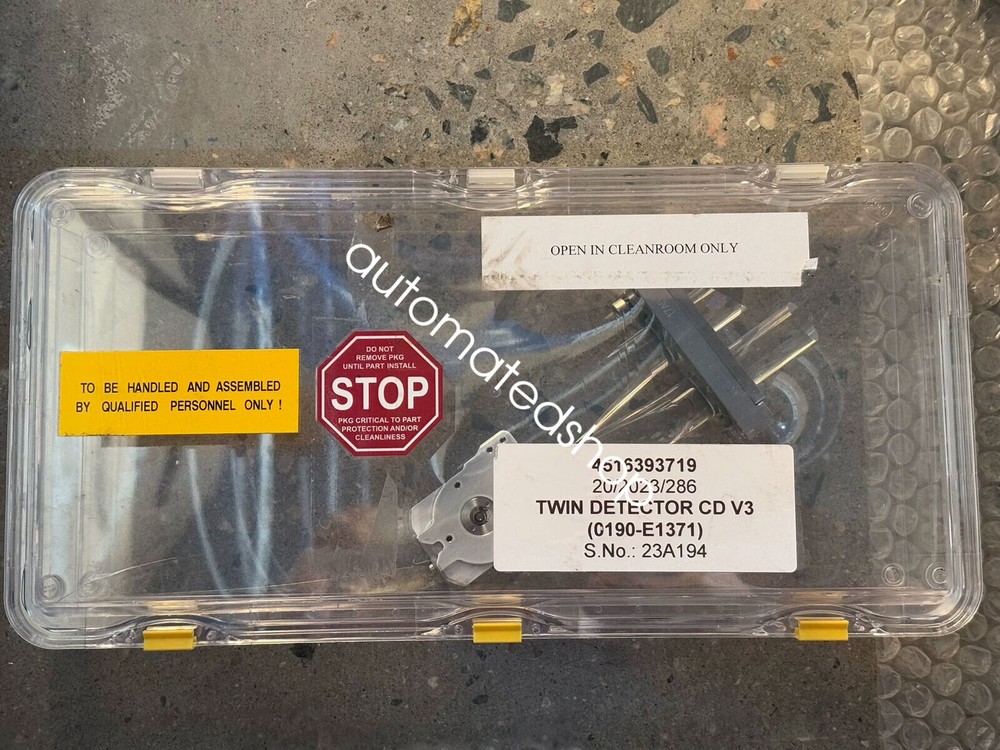 OPEN IN CLEANROOM ONLY
automatedshop
TO BE HANDLED AND ASSEMBLED
BY QUALIFIED PERSONNEL ONLY !
DO NOT
REMOVE PKG
UNTIL PART INSTALL
STOP
PKG CRITICAL TO PART
PROTECTION AND/OR
CLEANLINESS
4516393719
20/2023/286
TWIN DETECTOR CD V3
(0190-E1371)
S.No.: 23A194